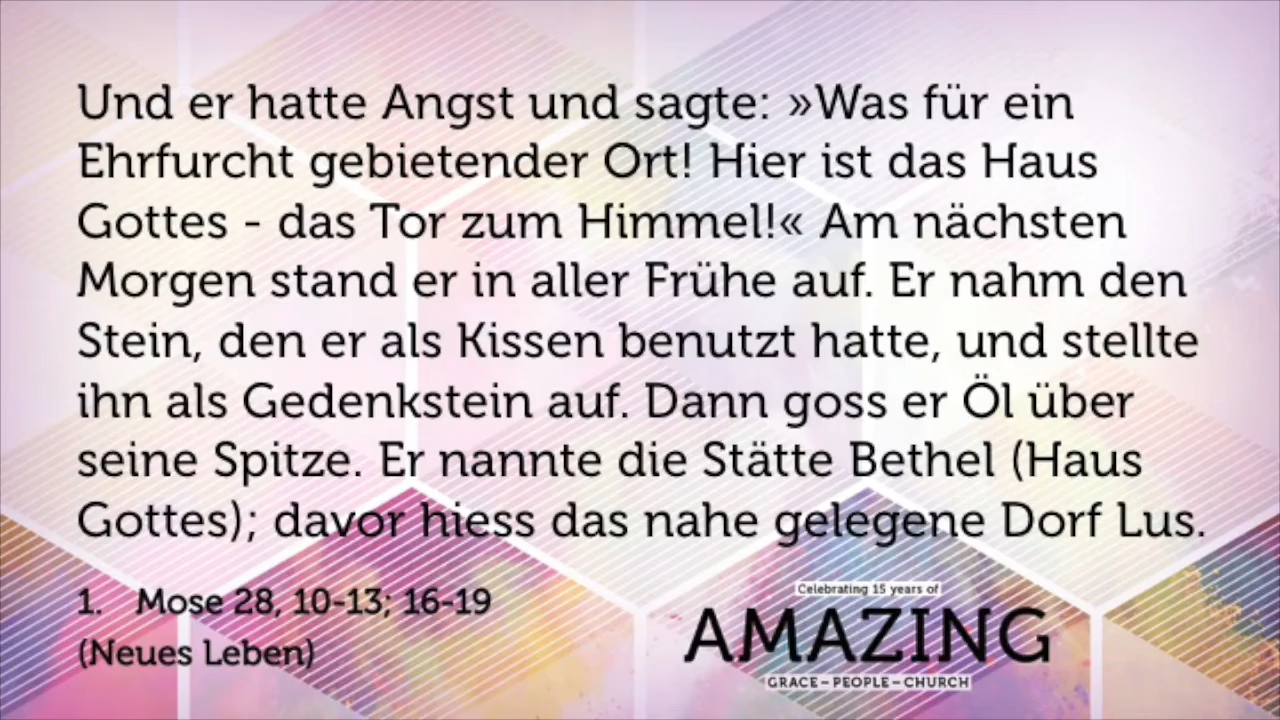 Und er hatte Angst und sagte: »Was für ein
Ehrfurcht gebietender Ort! Hier ist das Haus
Gottes - das Tor zum Himmel!« Am nächsten
Morgen stand er in aller Frühe auf. Er nahm den
Stein, den er als Kissen benutzt hatte, und stellte
ihn als Gedenkstein auf. Dann goss er Öl über
seine Spitze. Er nannte die Stätte Bethel (Haus
Gottes); davor hiess das nahe gelegene Dorf Lus.
1. Mose 28, 10-13; 16-19
(Neues Leben)
Celebrating 15 years of
AMAZING
GRACE – PEOPLE – CHURCH